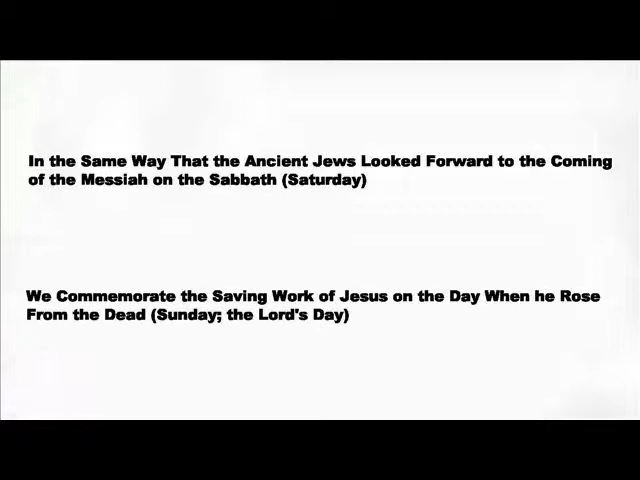 In the Same Way That the Ancient Jews Looked Forward to the Coming
of the Messiah on the Sabbath (Saturday)
We Commemorate the Saving Work of Jesus on the Day When he Rose
From the Dead (Sunday; the Lord's Day)